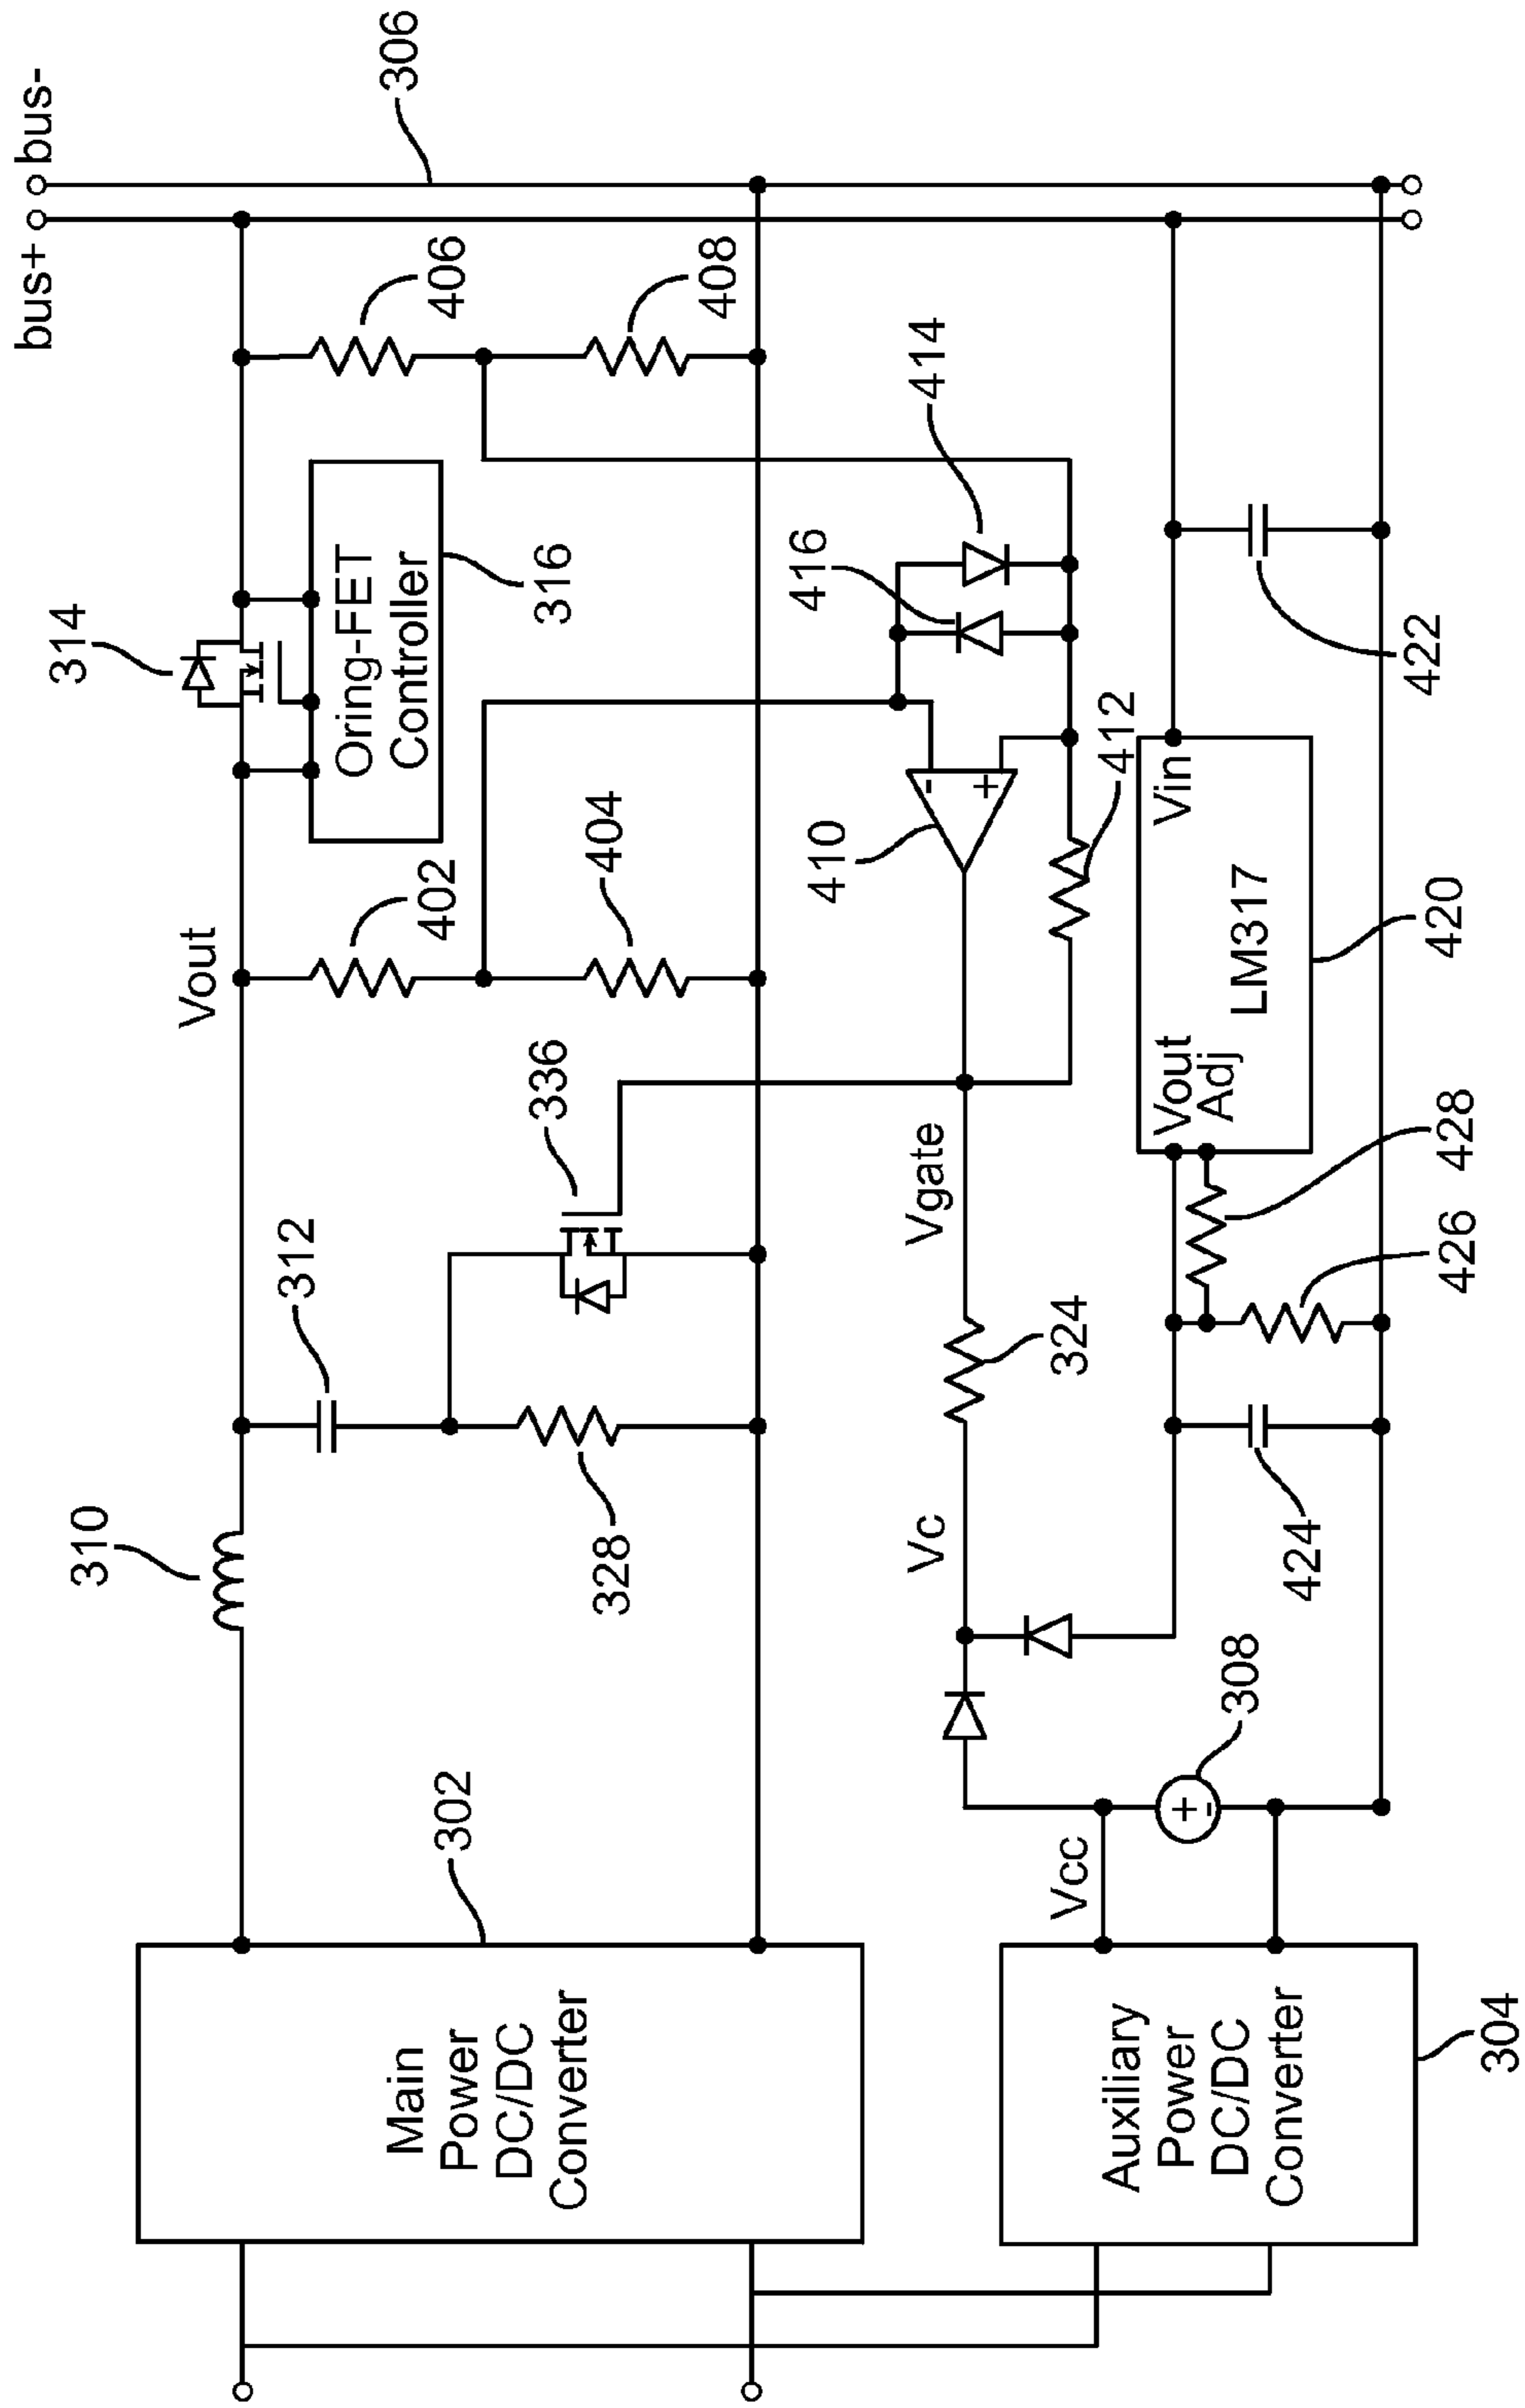 bus+
bus-
306
314
Vout
310
312
402
406
Oring-FET
Controller
316
336
404
408
328
302
Main
Power
DC/DC
Converter
414
416
410
412
Vgate
324
Vc
Vcc
308
Vin
Vout
Adj
LM317
420
422
428
426
424
Auxiliary
Power
DC/DC
Converter
304
+
-
-
+